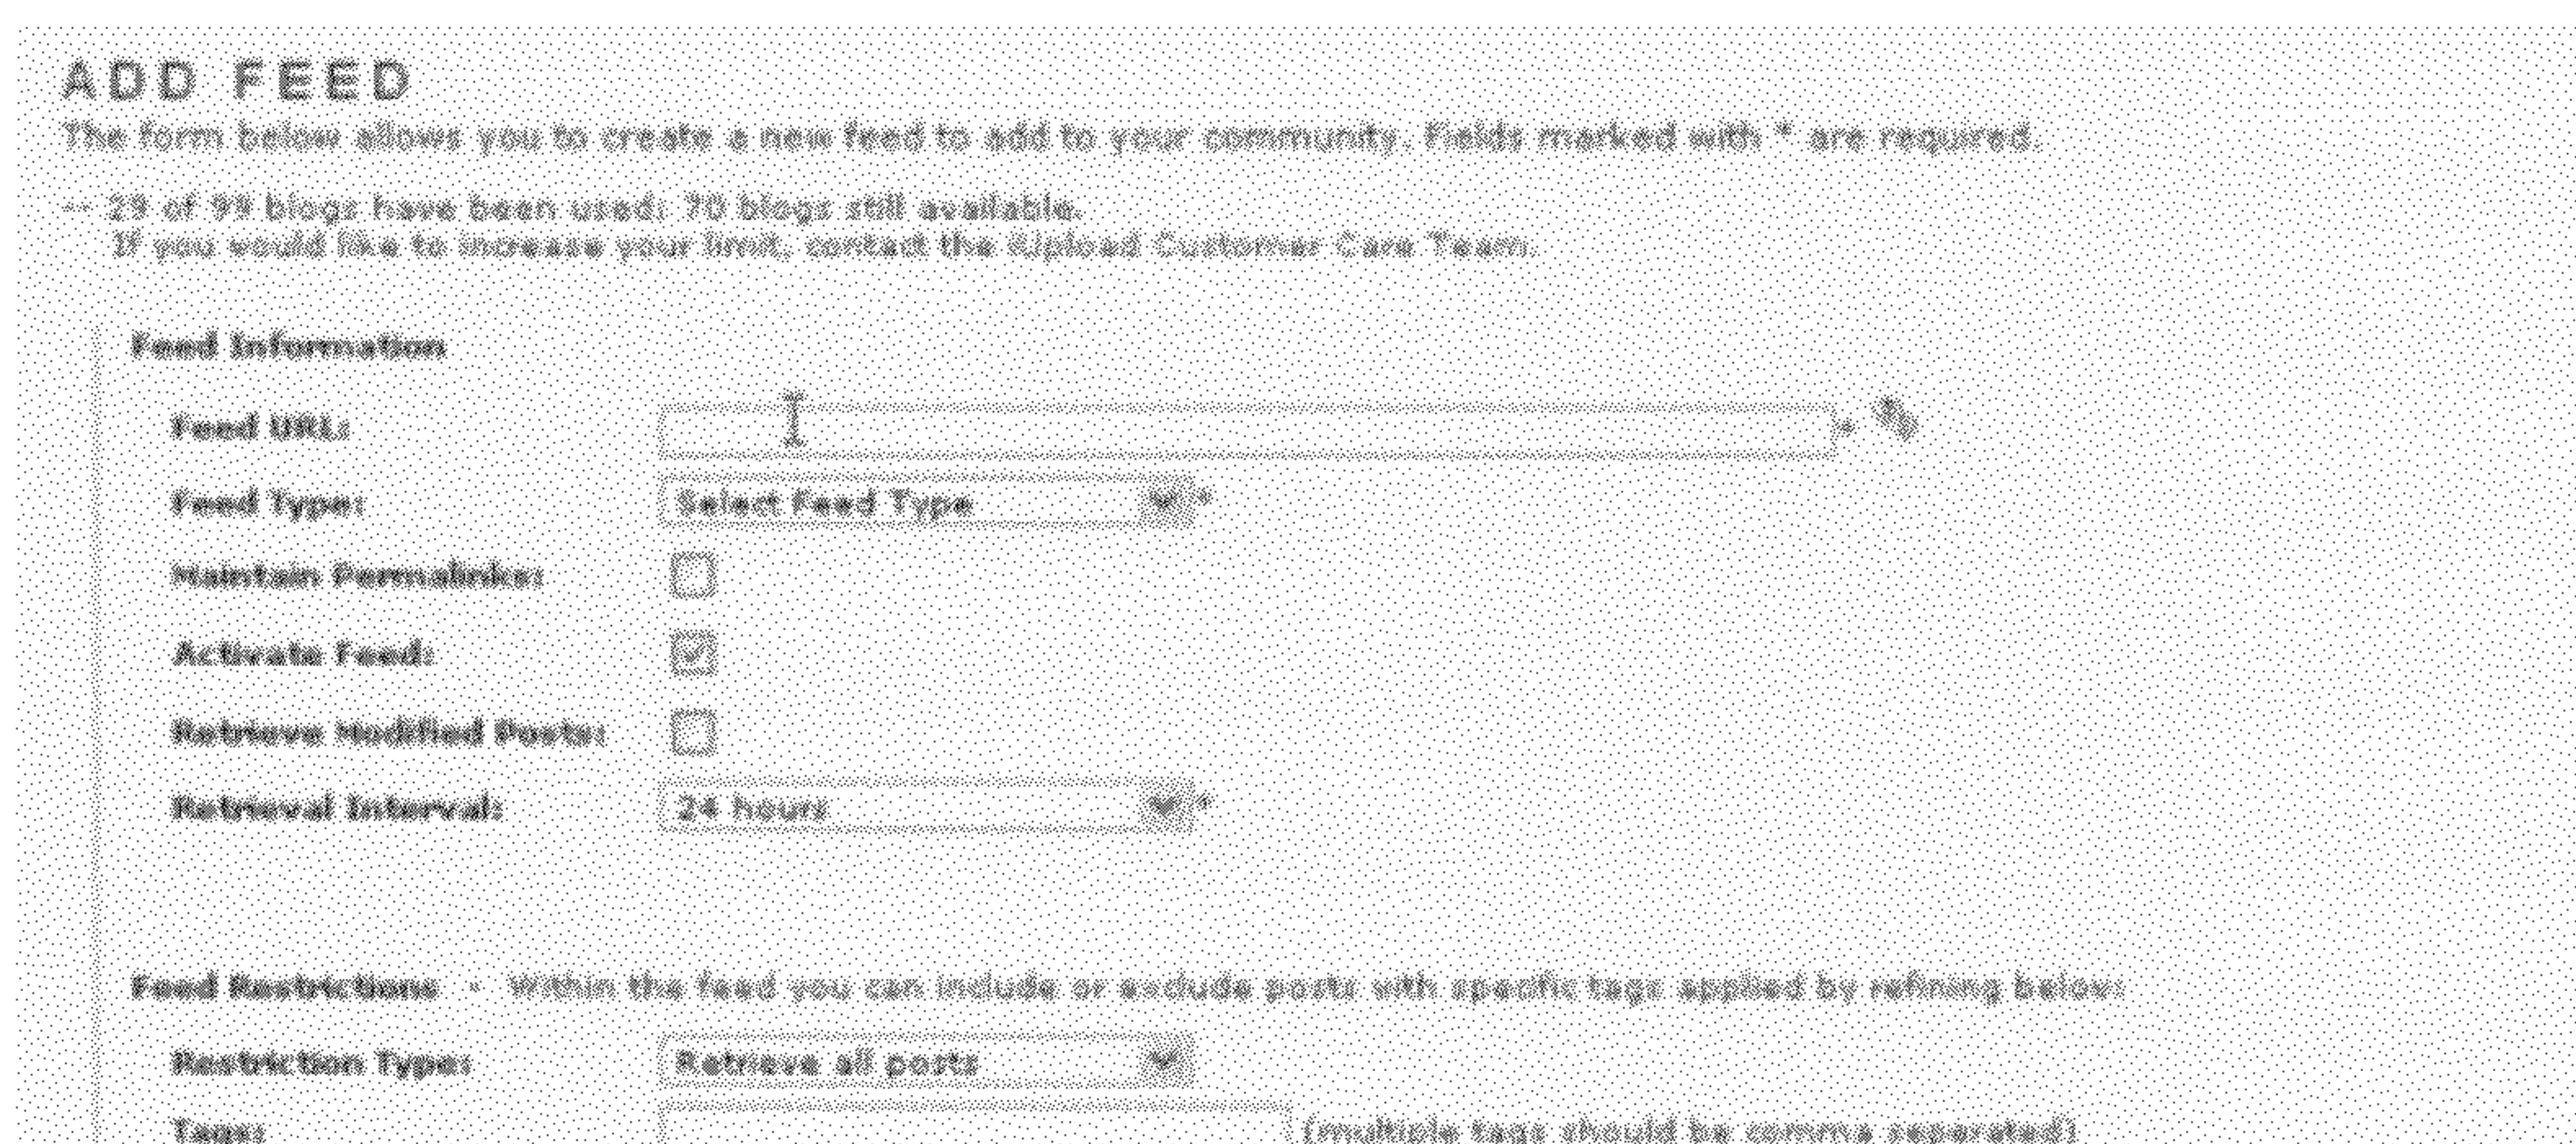 ADD FEED
The form below allows you to create a new feed to add to your community. Fields marked with * are required.
-- 29 of 99 blogs have been used; 70 blogs still available.
If you would like to increase your limit, contact the iUpload Customer Care Team.
Feed Information
Feed URL: *
Feed Type: Select Feed Type *
Maintain Permalinks:
Activate Feed:
Retrieve Modified Posts:
Retrieval Interval: 24 hours *
Feed Restrictions - Within the feed you can include or exclude posts with specific tags applied by refining below:
Restriction Type: Retrieve all posts
Tags: (multiple tags should be comma separated)